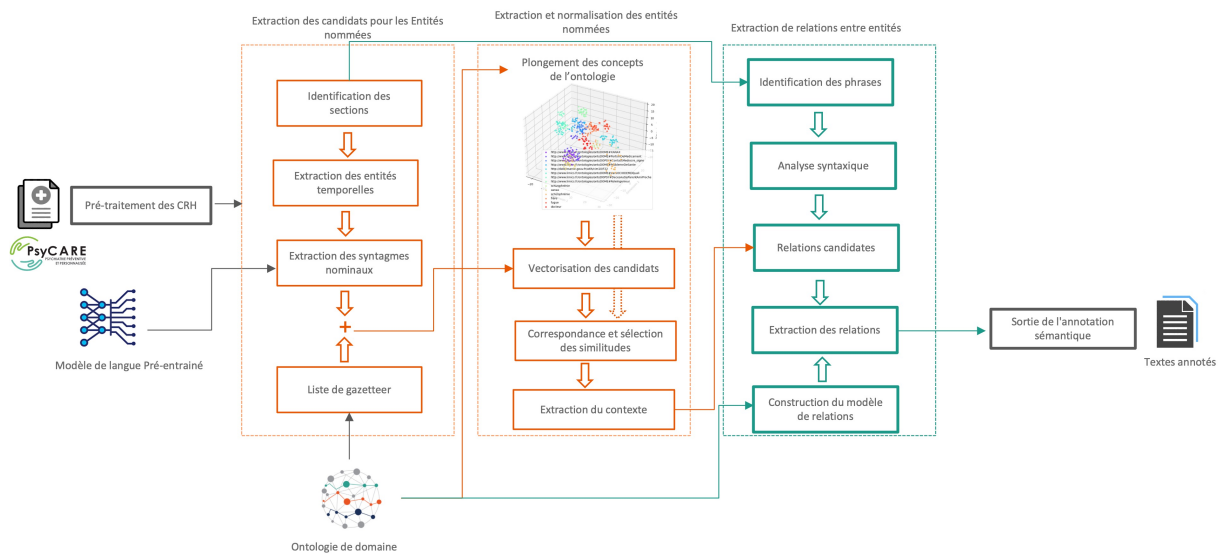 Extraction des candidats pour les Entités
nommées
Extraction et normalisation des entités
nommées
Extraction de relations entre entités
Identification des
sections
Extraction des entités
temporelles
Extraction des syntagmes
nominaux
+
Liste de gazetteer
Pré-traitement des CRH
PsyCARE
PSYCHIATRIE PRÉVENTIVE
ET PERSONNALISÉE
Modèle de langue Pré-entrainé
Ontologie de domaine
Plongement des concepts
de l’ontologie
Vectorisation des candidats
Correspondance et sélection
des similitudes
Extraction du contexte
Identification des phrases
Analyse syntaxique
Relations candidates
Extraction des relations
Construction du modèle
de relations
Sortie de l'annotation
sémantique
Textes annotés